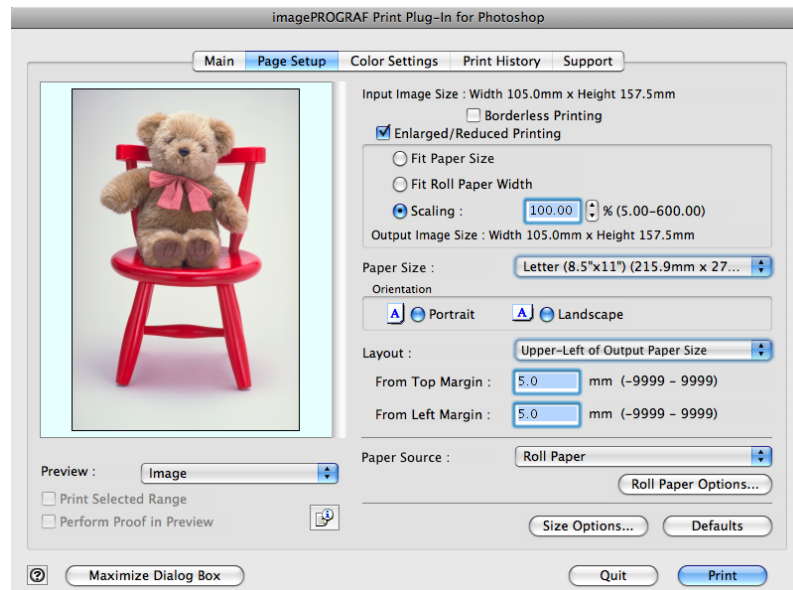 imagePROGRAF Print Plug-In for Photoshop
Main Page Setup Color Settings Print History Support
Input Image Size : Width 105.0mm x Height 157.5mm
Borderless Printing
Enlarged/Reduced Printing
Fit Paper Size
Fit Roll Paper Width
Scaling : 100.00 % (5.00-600.00)
Output Image Size : Width 105.0mm x Height 157.5mm
Paper Size : Letter (8.5"x11") (215.9mm x 27...
Orientation
A Portrait A Landscape
Layout : Upper-Left of Output Paper Size
From Top Margin : 5.0 mm (-9999 - 9999)
From Left Margin : 5.0 mm (-9999 - 9999)
Paper Source : Roll Paper
Roll Paper Options...
Preview : Image
Print Selected Range
Perform Proof in Preview
Size Options... Defaults
? Maximize Dialog Box Quit Print